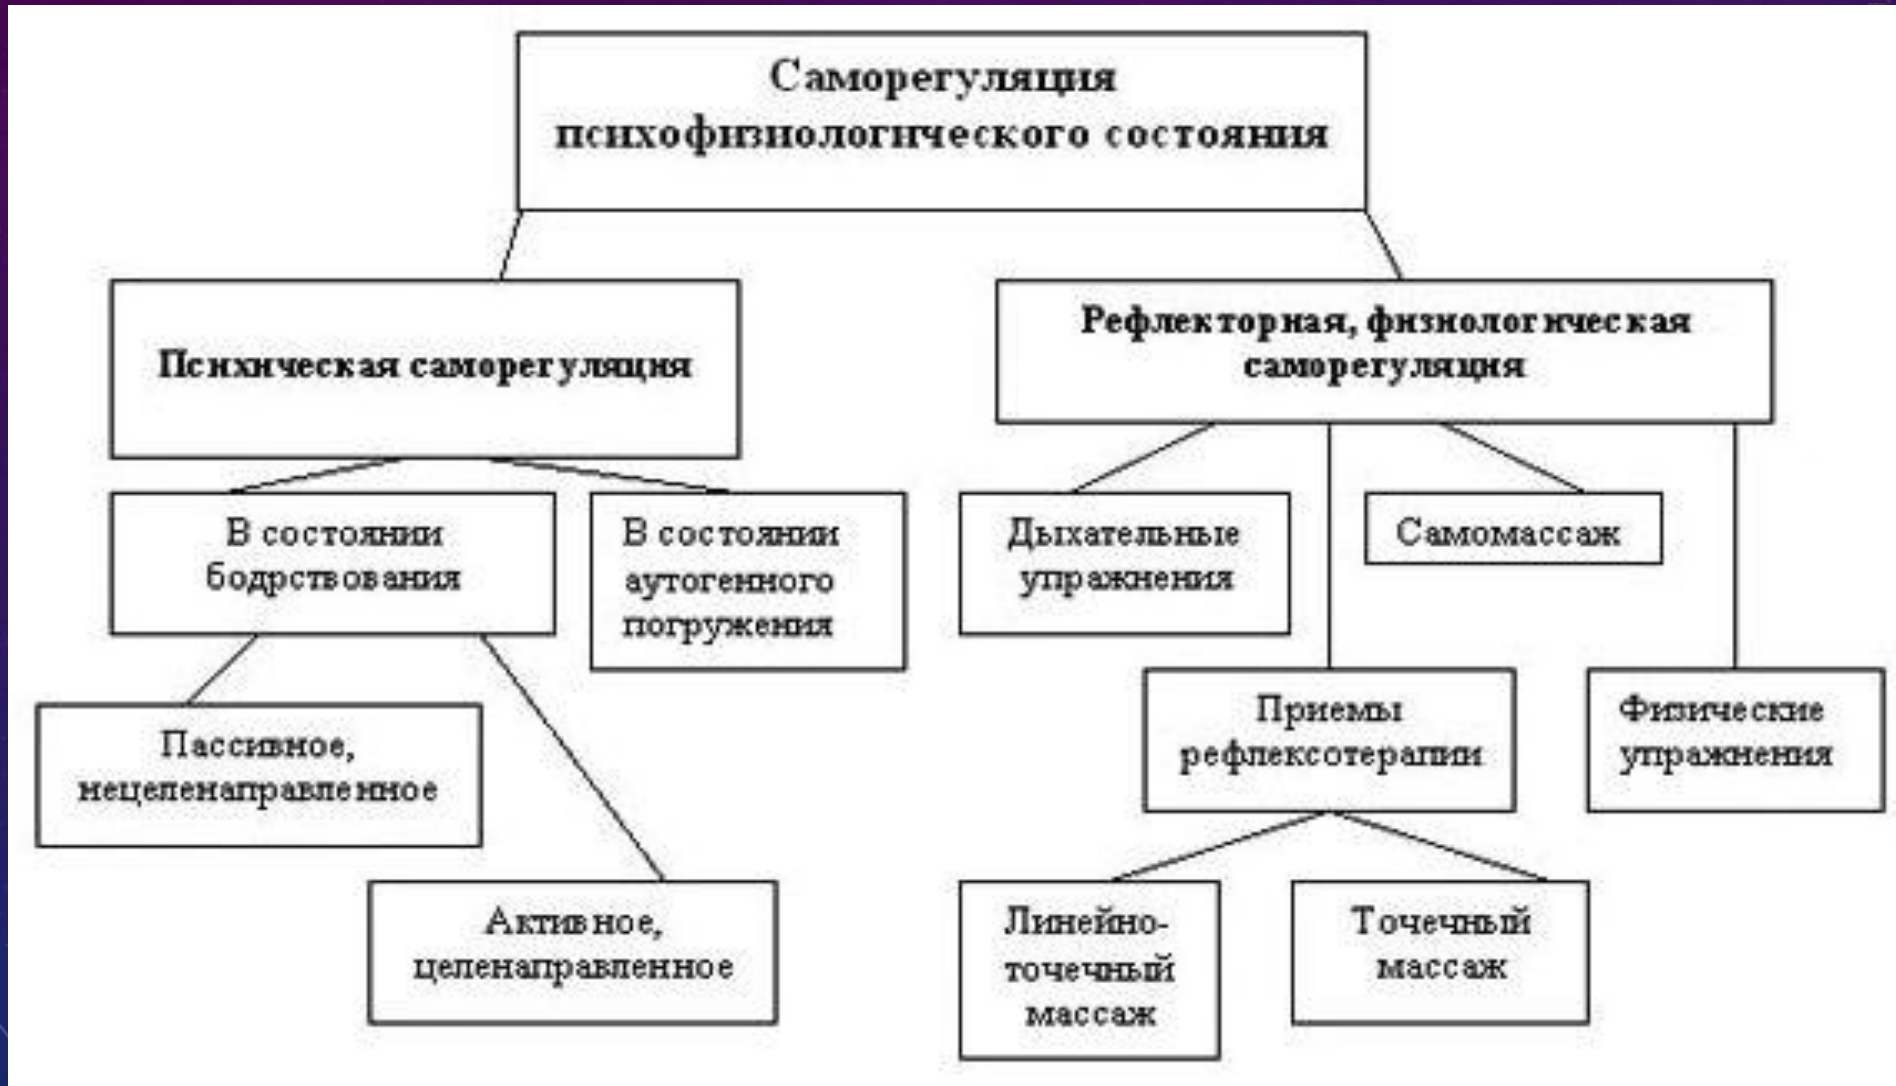 Саморегуляция
психофизиологического состояния
Психическая саморегуляция
Рефлекторная, физиологическая
саморегуляция
В состоянии
бодрствования
В состоянии
аутогенного
погружения
Дыхательные
упражнения
Самомассаж
Пассивное,
нецеленаправленное
Приемы
рефлексотерапии
Физические
упражнения
Активное,
целенаправленное
Линейно-
точечный
массаж
Точечный
массаж